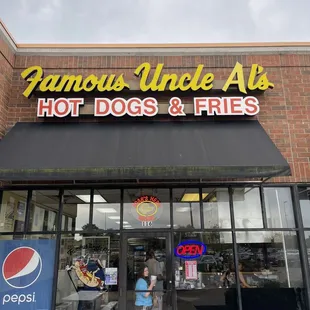 Famous Uncle Al's
HOT DOGS & FRIES
OPEN
pepsi